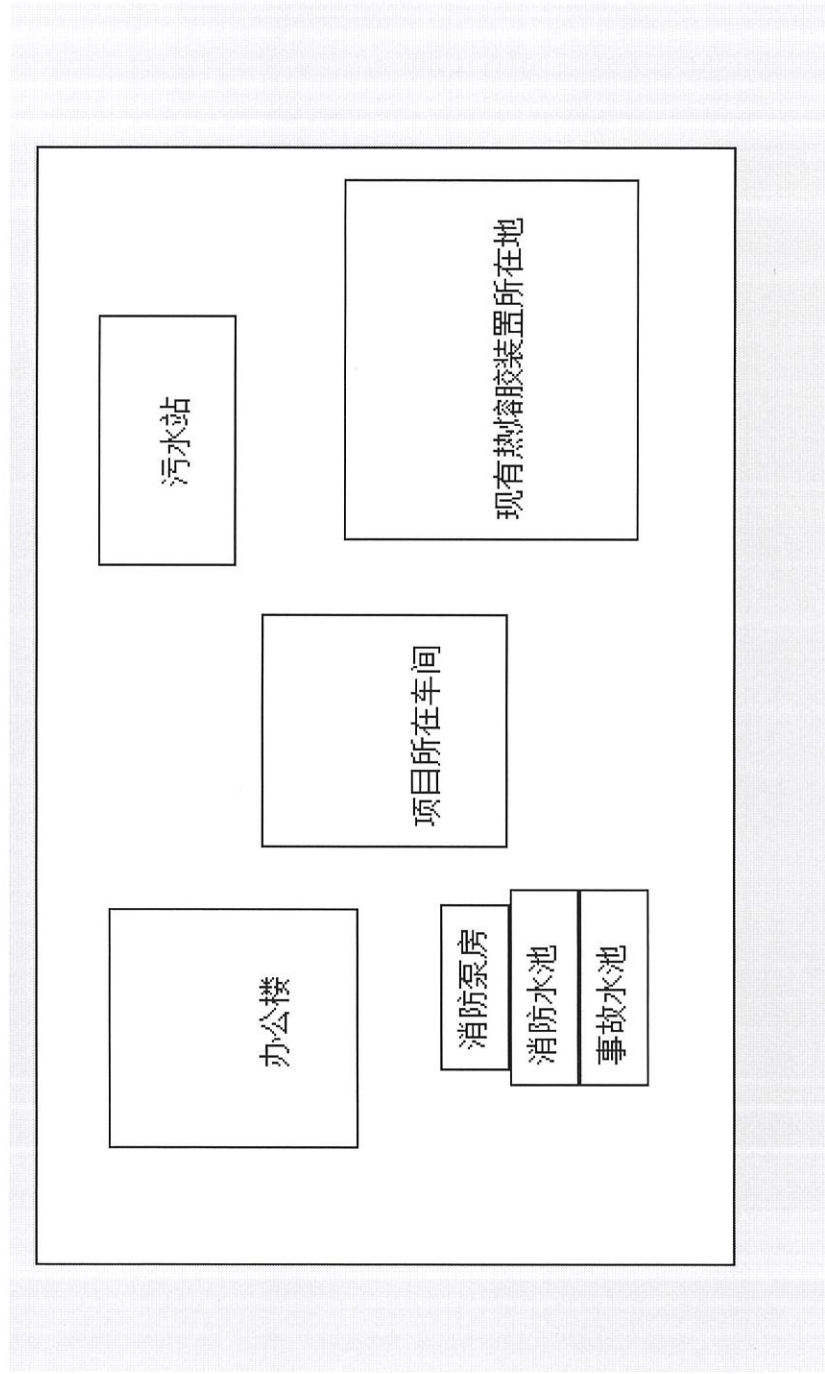 污水站
现有热熔胶装置所在地
项目所在车间
办公楼
消防泵房
消防水池
事故水池